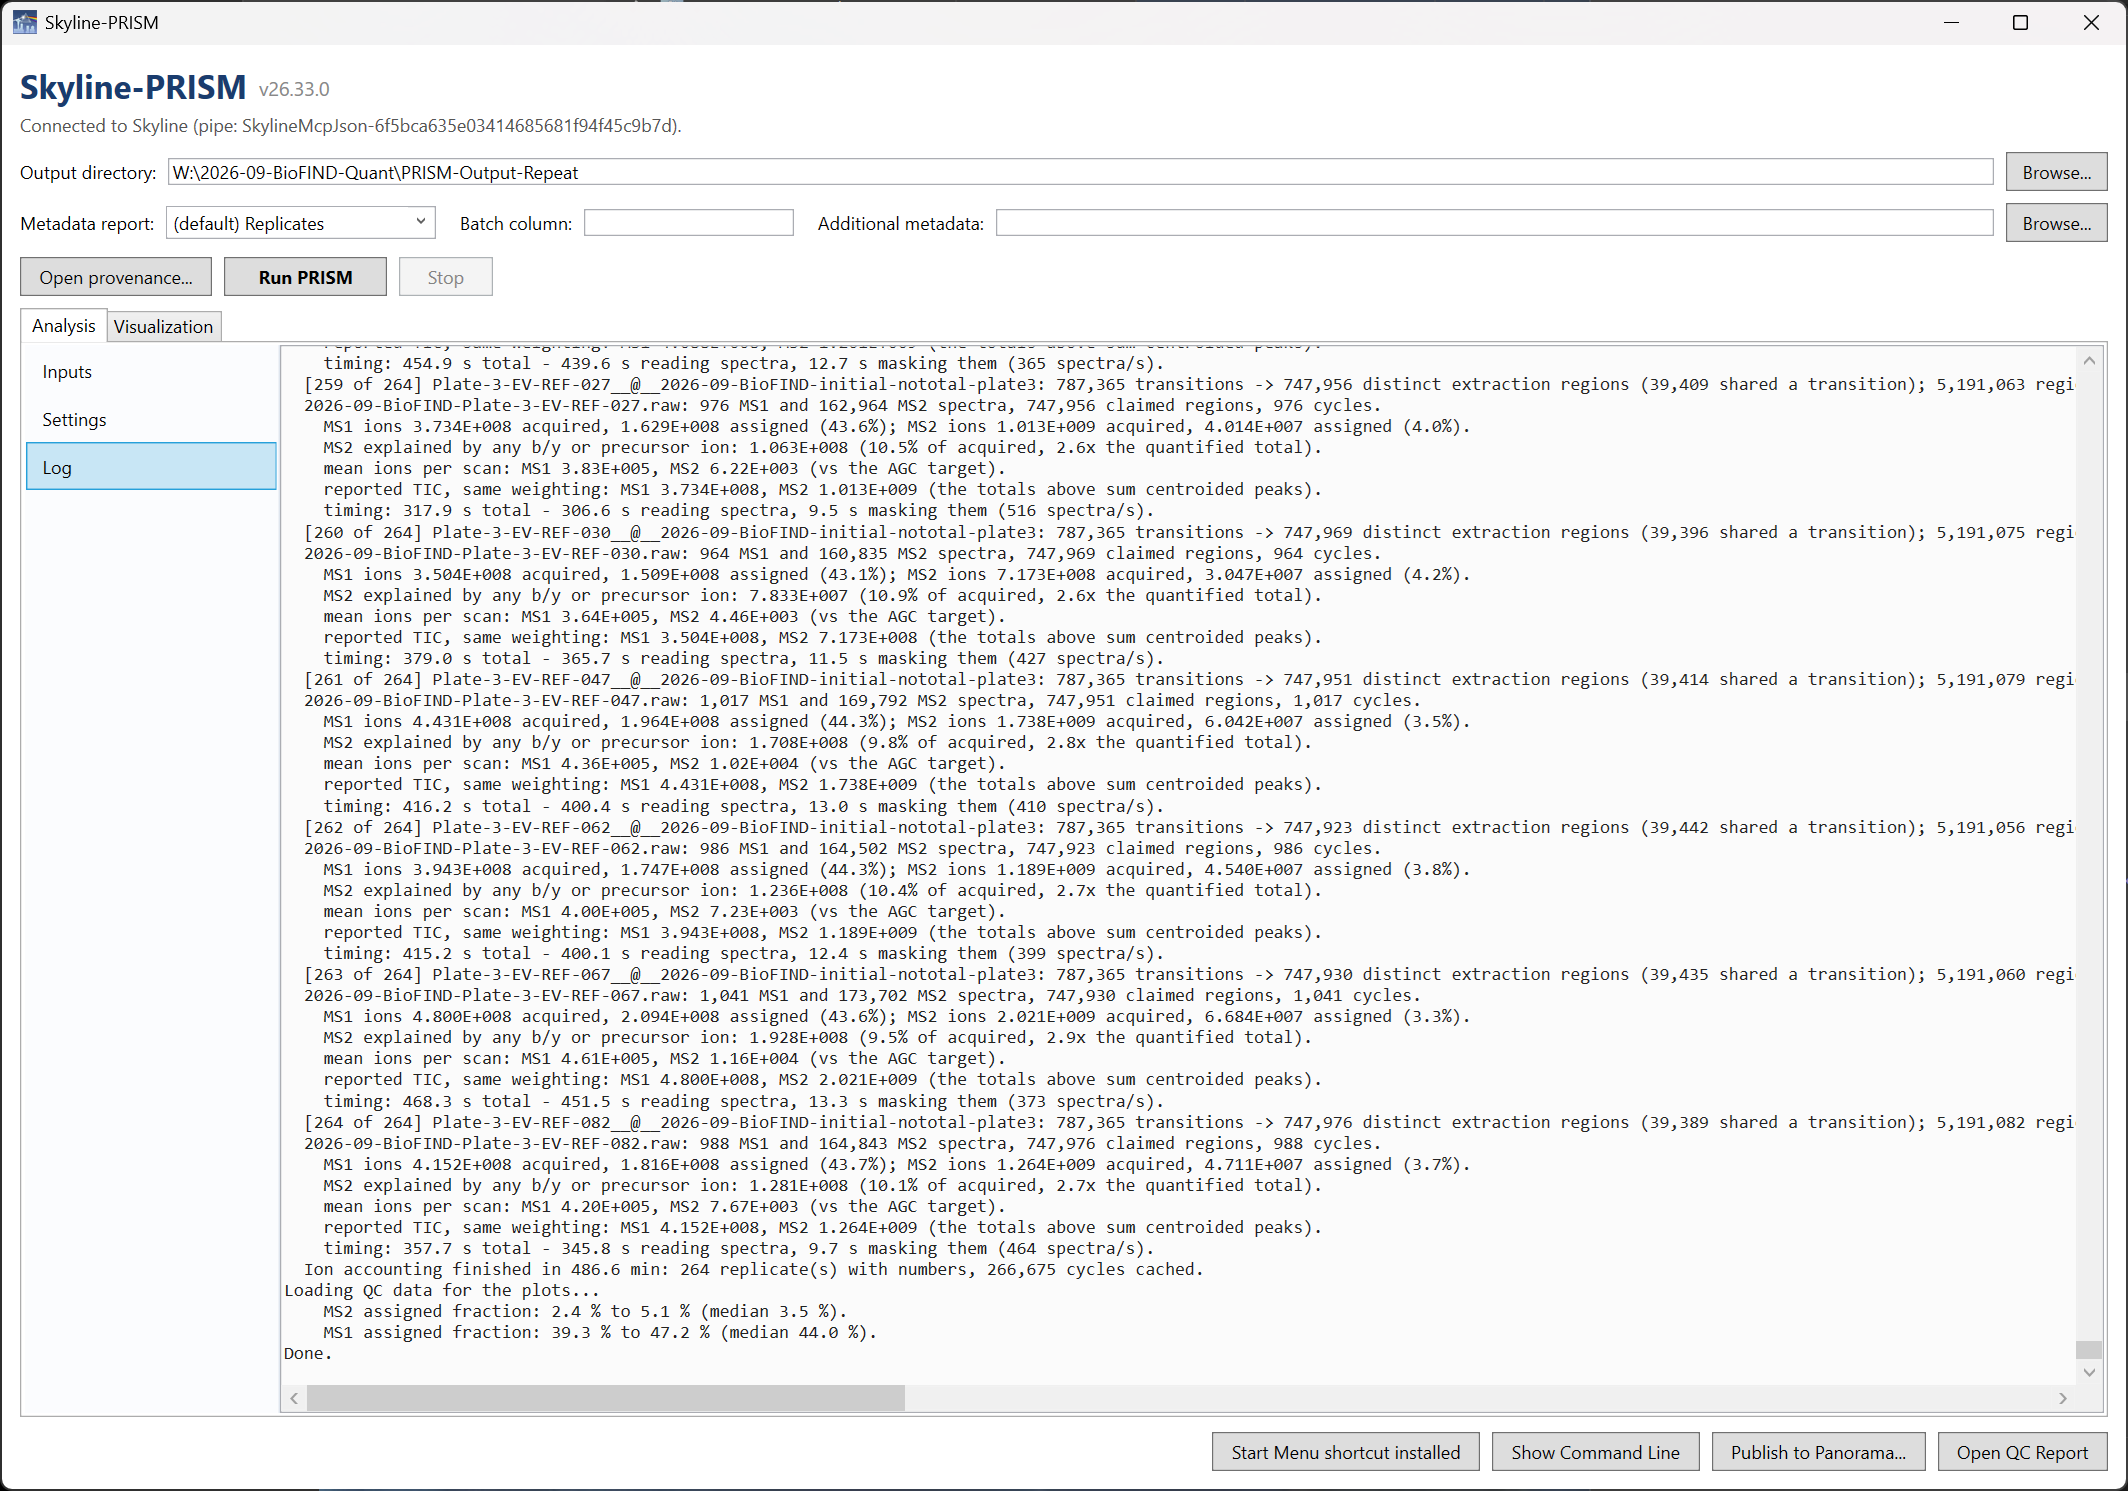 Skyline-PRISM
Skyline-PRISM v26.33.0
Connected to Skyline (pipe: SkylineMcpJson-6f5bca635e03414685681f94f45c9b7d).
Output directory: W:\2026-09-BioFIND-Quant\PRISM-Output-Repeat Browse...
Metadata report: (default) Replicates Batch column: Additional metadata: Browse...
Open provenance... Run PRISM Stop
Analysis Visualization
Inputs
Settings
Log
timing: 454.9 s total - 439.6 s reading spectra, 12.7 s masking them (365 spectra/s).
[259 of 264] Plate-3-EV-REF-027__@__2026-09-BioFIND-initial-nototal-plate3: 787,365 transitions -> 747,956 distinct extraction regions (39,409 shared a transition); 5,191,063 regi
2026-09-BioFIND-Plate-3-EV-REF-027.raw: 976 MS1 and 162,964 MS2 spectra, 747,956 claimed regions, 976 cycles.
MS1 ions 3.734E+008 acquired, 1.629E+008 assigned (43.6%); MS2 ions 1.013E+009 acquired, 4.014E+007 assigned (4.0%).
MS2 explained by any b/y or precursor ion: 1.063E+008 (10.5% of acquired, 2.6x the quantified total).
mean ions per scan: MS1 3.83E+005, MS2 6.22E+003 (vs the AGC target).
reported TIC, same weighting: MS1 3.734E+008, MS2 1.013E+009 (the totals above sum centroided peaks).
timing: 317.9 s total - 306.6 s reading spectra, 9.5 s masking them (516 spectra/s).
[260 of 264] Plate-3-EV-REF-030__@__2026-09-BioFIND-initial-nototal-plate3: 787,365 transitions -> 747,969 distinct extraction regions (39,396 shared a transition); 5,191,075 regi
2026-09-BioFIND-Plate-3-EV-REF-030.raw: 964 MS1 and 160,835 MS2 spectra, 747,969 claimed regions, 964 cycles.
MS1 ions 3.504E+008 acquired, 1.509E+008 assigned (43.1%); MS2 ions 7.173E+008 acquired, 3.047E+007 assigned (4.2%).
MS2 explained by any b/y or precursor ion: 7.833E+007 (10.9% of acquired, 2.6x the quantified total).
mean ions per scan: MS1 3.64E+005, MS2 4.46E+003 (vs the AGC target).
reported TIC, same weighting: MS1 3.504E+008, MS2 7.173E+008 (the totals above sum centroided peaks).
timing: 379.0 s total - 365.7 s reading spectra, 11.5 s masking them (427 spectra/s).
[261 of 264] Plate-3-EV-REF-047__@__2026-09-BioFIND-initial-nototal-plate3: 787,365 transitions -> 747,951 distinct extraction regions (39,414 shared a transition); 5,191,079 regi
2026-09-BioFIND-Plate-3-EV-REF-047.raw: 1,017 MS1 and 169,792 MS2 spectra, 747,951 claimed regions, 1,017 cycles.
MS1 ions 4.431E+008 acquired, 1.964E+008 assigned (44.3%); MS2 ions 1.738E+009 acquired, 6.042E+007 assigned (3.5%).
MS2 explained by any b/y or precursor ion: 1.708E+008 (9.8% of acquired, 2.8x the quantified total).
mean ions per scan: MS1 4.36E+005, MS2 1.02E+004 (vs the AGC target).
reported TIC, same weighting: MS1 4.431E+008, MS2 1.738E+009 (the totals above sum centroided peaks).
timing: 416.2 s total - 400.4 s reading spectra, 13.0 s masking them (410 spectra/s).
[262 of 264] Plate-3-EV-REF-062__@__2026-09-BioFIND-initial-nototal-plate3: 787,365 transitions -> 747,923 distinct extraction regions (39,442 shared a transition); 5,191,056 regi
2026-09-BioFIND-Plate-3-EV-REF-062.raw: 986 MS1 and 164,502 MS2 spectra, 747,923 claimed regions, 986 cycles.
MS1 ions 3.943E+008 acquired, 1.747E+008 assigned (44.3%); MS2 ions 1.189E+009 acquired, 4.540E+007 assigned (3.8%).
MS2 explained by any b/y or precursor ion: 1.236E+008 (10.4% of acquired, 2.7x the quantified total).
mean ions per scan: MS1 4.00E+005, MS2 7.23E+003 (vs the AGC target).
reported TIC, same weighting: MS1 3.943E+008, MS2 1.189E+009 (the totals above sum centroided peaks).
timing: 415.2 s total - 400.1 s reading spectra, 12.4 s masking them (399 spectra/s).
[263 of 264] Plate-3-EV-REF-067__@__2026-09-BioFIND-initial-nototal-plate3: 787,365 transitions -> 747,930 distinct extraction regions (39,435 shared a transition); 5,191,060 regi
2026-09-BioFIND-Plate-3-EV-REF-067.raw: 1,041 MS1 and 173,702 MS2 spectra, 747,930 claimed regions, 1,041 cycles.
MS1 ions 4.800E+008 acquired, 2.094E+008 assigned (43.6%); MS2 ions 2.021E+009 acquired, 6.684E+007 assigned (3.3%).
MS2 explained by any b/y or precursor ion: 1.928E+008 (9.5% of acquired, 2.9x the quantified total).
mean ions per scan: MS1 4.61E+005, MS2 1.16E+004 (vs the AGC target).
reported TIC, same weighting: MS1 4.800E+008, MS2 2.021E+009 (the totals above sum centroided peaks).
timing: 468.3 s total - 451.5 s reading spectra, 13.3 s masking them (373 spectra/s).
[264 of 264] Plate-3-EV-REF-082__@__2026-09-BioFIND-initial-nototal-plate3: 787,365 transitions -> 747,976 distinct extraction regions (39,389 shared a transition); 5,191,082 regi
2026-09-BioFIND-Plate-3-EV-REF-082.raw: 988 MS1 and 164,843 MS2 spectra, 747,976 claimed regions, 988 cycles.
MS1 ions 4.152E+008 acquired, 1.816E+008 assigned (43.7%); MS2 ions 1.264E+009 acquired, 4.711E+007 assigned (3.7%).
MS2 explained by any b/y or precursor ion: 1.281E+008 (10.1% of acquired, 2.7x the quantified total).
mean ions per scan: MS1 4.20E+005, MS2 7.67E+003 (vs the AGC target).
reported TIC, same weighting: MS1 4.152E+008, MS2 1.264E+009 (the totals above sum centroided peaks).
timing: 357.7 s total - 345.8 s reading spectra, 9.7 s masking them (464 spectra/s).
Ion accounting finished in 486.6 min: 264 replicate(s) with numbers, 266,675 cycles cached.
Loading QC data for the plots...
MS2 assigned fraction: 2.4 % to 5.1 % (median 3.5 %).
MS1 assigned fraction: 39.3 % to 47.2 % (median 44.0 %).
Done.
Start Menu shortcut installed Show Command Line Publish to Panorama... Open QC Report